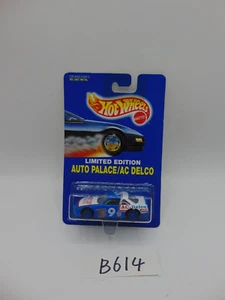 HOT WHEELS
LIMITED EDITION
AUTO PALACE/AC DELCO
9
B614